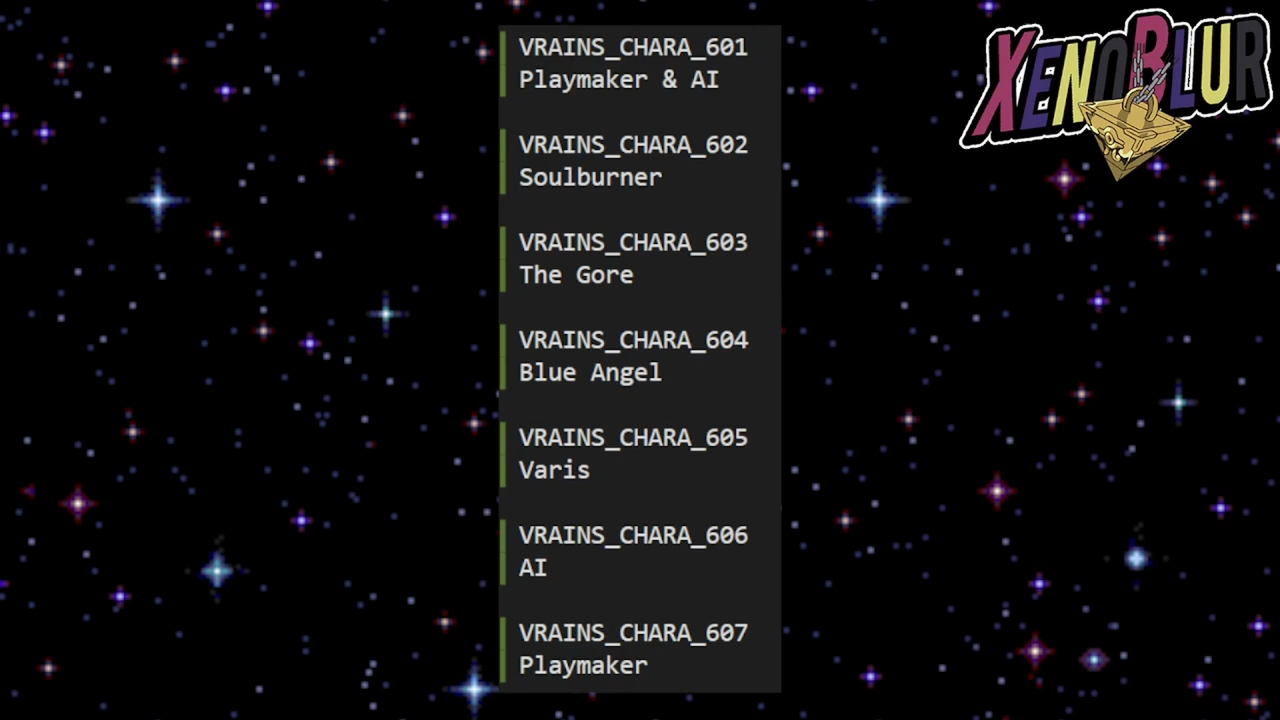 XENOBLUR
VRAINS_CHARA_601
Playmaker & AI
VRAINS_CHARA_602
Soulburner
VRAINS_CHARA_603
The Gore
VRAINS_CHARA_604
Blue Angel
VRAINS_CHARA_605
Varis
VRAINS_CHARA_606
AI
VRAINS_CHARA_607
Playmaker